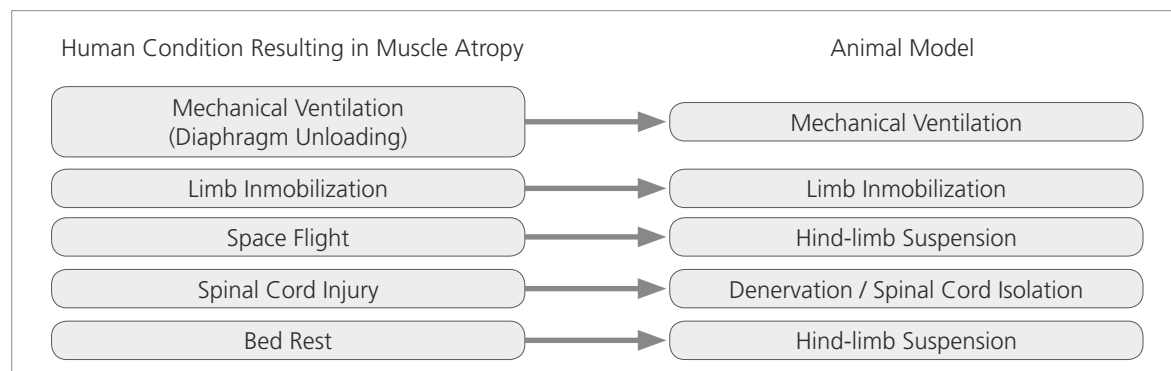 Human Condition Resulting in Muscle Atropy
Animal Model
Mechanical Ventilation
(Diaphragm Unloading)
Mechanical Ventilation
Limb Inmobilization
Limb Inmobilization
Space Flight
Hind-limb Suspension
Spinal Cord Injury
Denervation / Spinal Cord Isolation
Bed Rest
Hind-limb Suspension